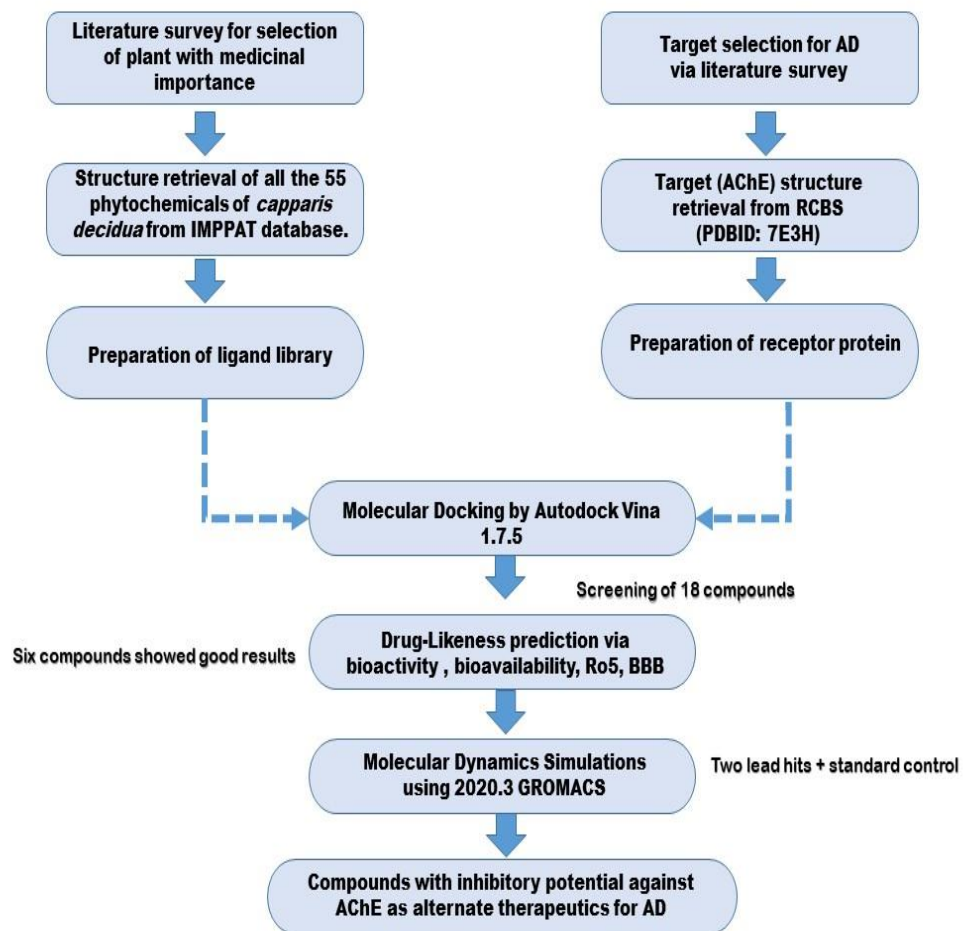 Literature survey for selection
of plant with medicinal
importance
Target selection for AD
via literature survey
Structure retrieval of all the 55
phytochemicals of capparis
decidua from IMPPAT database.
Target (AChE) structure
retrieval from RCBS
(PDBID: 7E3H)
Preparation of ligand library
Preparation of receptor protein
Molecular Docking by Autodock Vina
1.7.5
Screening of 18 compounds
Six compounds showed good results
Drug-Likeness prediction via
bioactivity , bioavailability, Ro5, BBB
Molecular Dynamics Simulations
using 2020.3 GROMACS
Two lead hits + standard control
Compounds with inhibitory potential against
AChE as alternate therapeutics for AD